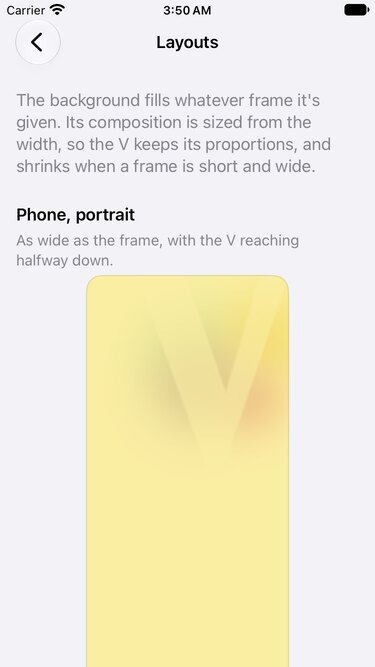 Carrier 3:50 AM
Layouts
The background fills whatever frame it's
given. Its composition is sized from the
width, so the V keeps its proportions, and
shrinks when a frame is short and wide.
Phone, portrait
As wide as the frame, with the V reaching
halfway down.
V